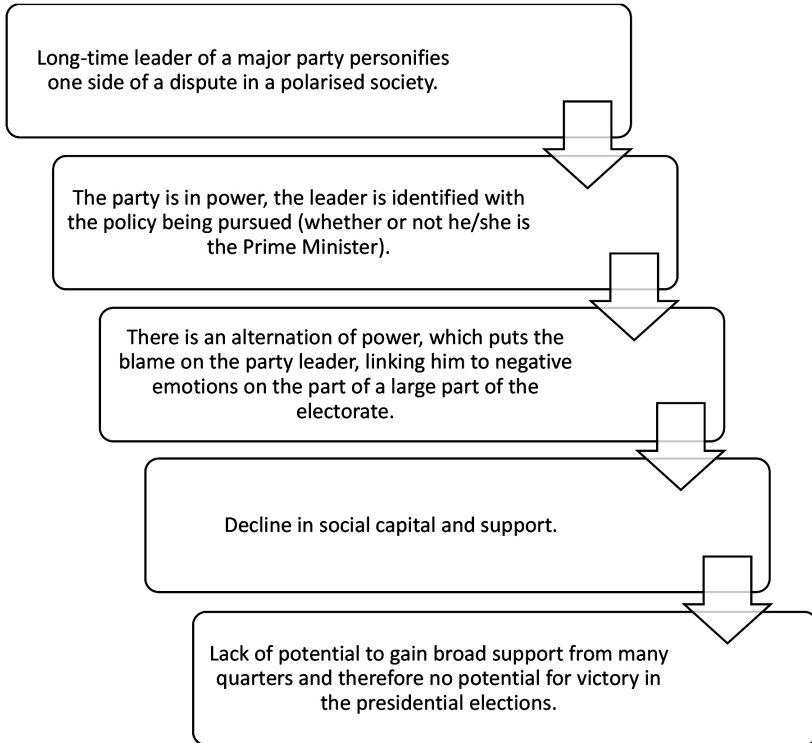 Long-time leader of a major party personifies
one side of a dispute in a polarised society.
The party is in power, the leader is identified with
the policy being pursued (whether or not he/she is
the Prime Minister).
There is an alternation of power, which puts the
blame on the party leader, linking him to negative
emotions on the part of a large part of the
electorate.
Decline in social capital and support.
Lack of potential to gain broad support from many
quarters and therefore no potential for victory in
the presidential elections.